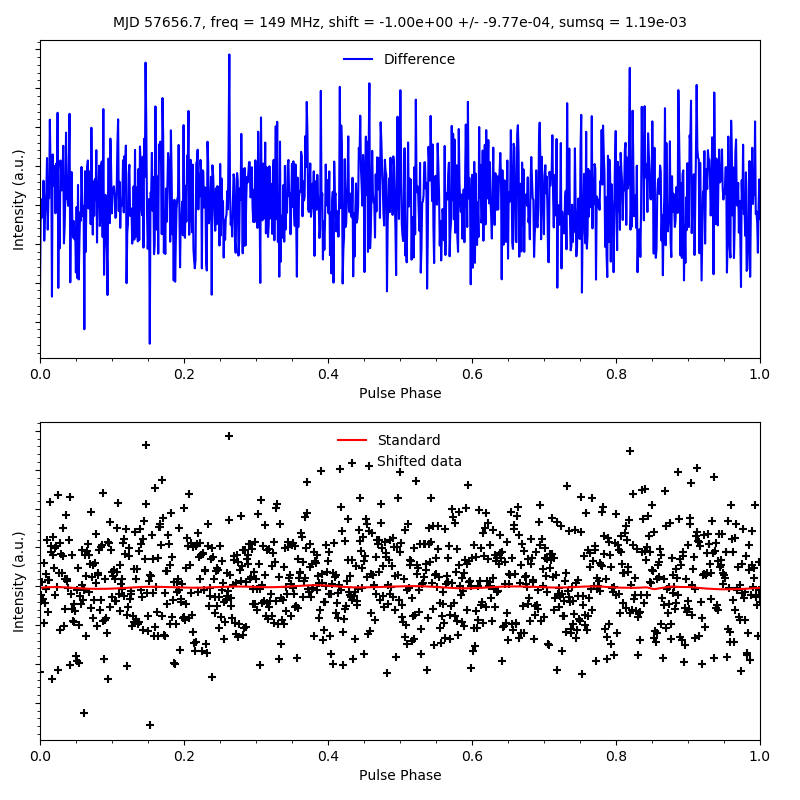 MJD 57656.7, freq = 149 MHz, shift = -1.00e+00 +/- -9.77e-04, sumsq = 1.19e-03
Difference
Intensity (a.u.)
0.0 0.2 0.4 0.6 0.8 1.0
Pulse Phase
Standard
Shifted data
Intensity (a.u.)
0.0 0.2 0.4 0.6 0.8 1.0
Pulse Phase